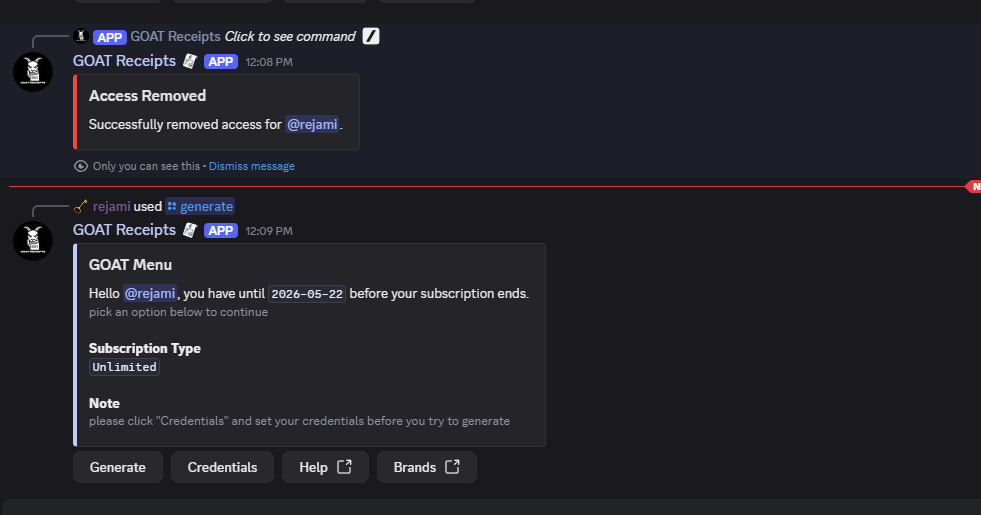 APP GOAT Receipts Click to see command
GOAT Receipts APP 12:08 PM
Access Removed
Successfully removed access for @rejami.
Only you can see this • Dismiss message
rejami used generate
GOAT Receipts APP 12:09 PM
GOAT Menu
Hello @rejami, you have until 2026-05-22 before your subscription ends.
pick an option below to continue
Subscription Type
Unlimited
Note
please click "Credentials" and set your credentials before you try to generate
Generate Credentials Help Brands